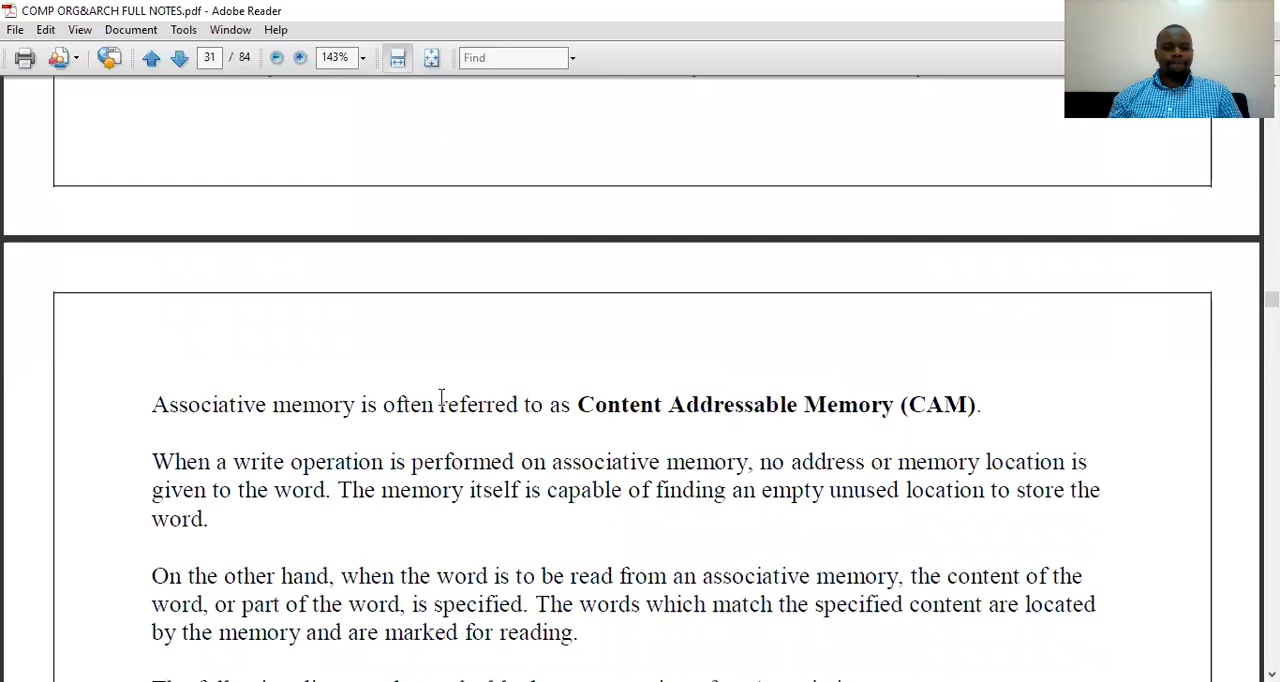 COMP ORG&ARCH FULL NOTES.pdf - Adobe Reader
File Edit View Document Tools Window Help
31 / 84 143% Find
Associative memory is often referred to as Content Addressable Memory (CAM).
When a write operation is performed on associative memory, no address or memory location is
given to the word. The memory itself is capable of finding an empty unused location to store the
word.
On the other hand, when the word is to be read from an associative memory, the content of the
word, or part of the word, is specified. The words which match the specified content are located
by the memory and are marked for reading.